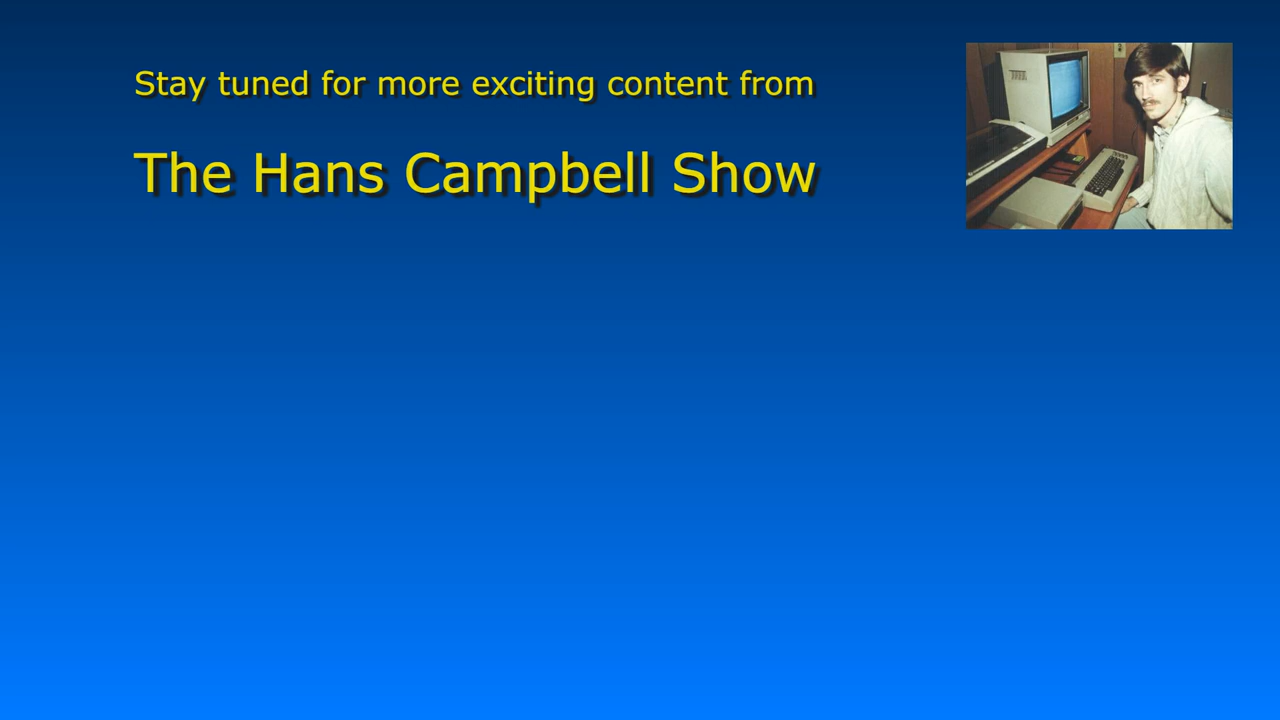 Stay tuned for more exciting content from
The Hans Campbell Show